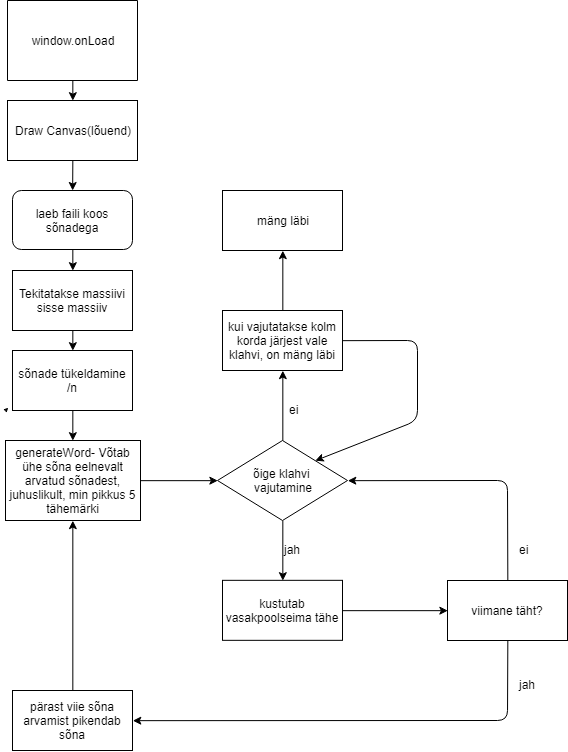 window.onLoad
Draw Canvas(lõuend)
laeb faili koos
sõnadega
Tekitatakse massiivi
sisse massiiv
sõnade tükeldamine
/n
generateWord- Võtab
ühe sõna eelnevalt
arvatud sõnadest,
juhuslikult, min pikkus 5
tähemärki
mäng läbi
kui vajutatakse kolm
korda järjest vale
klahvi, on mäng läbi
ei
õige klahvi
vajutamine
jah
kustutab
vasakpoolseima tähe
viimane täht?
ei
jah
pärast viie sõna
arvamist pikendab
sõna